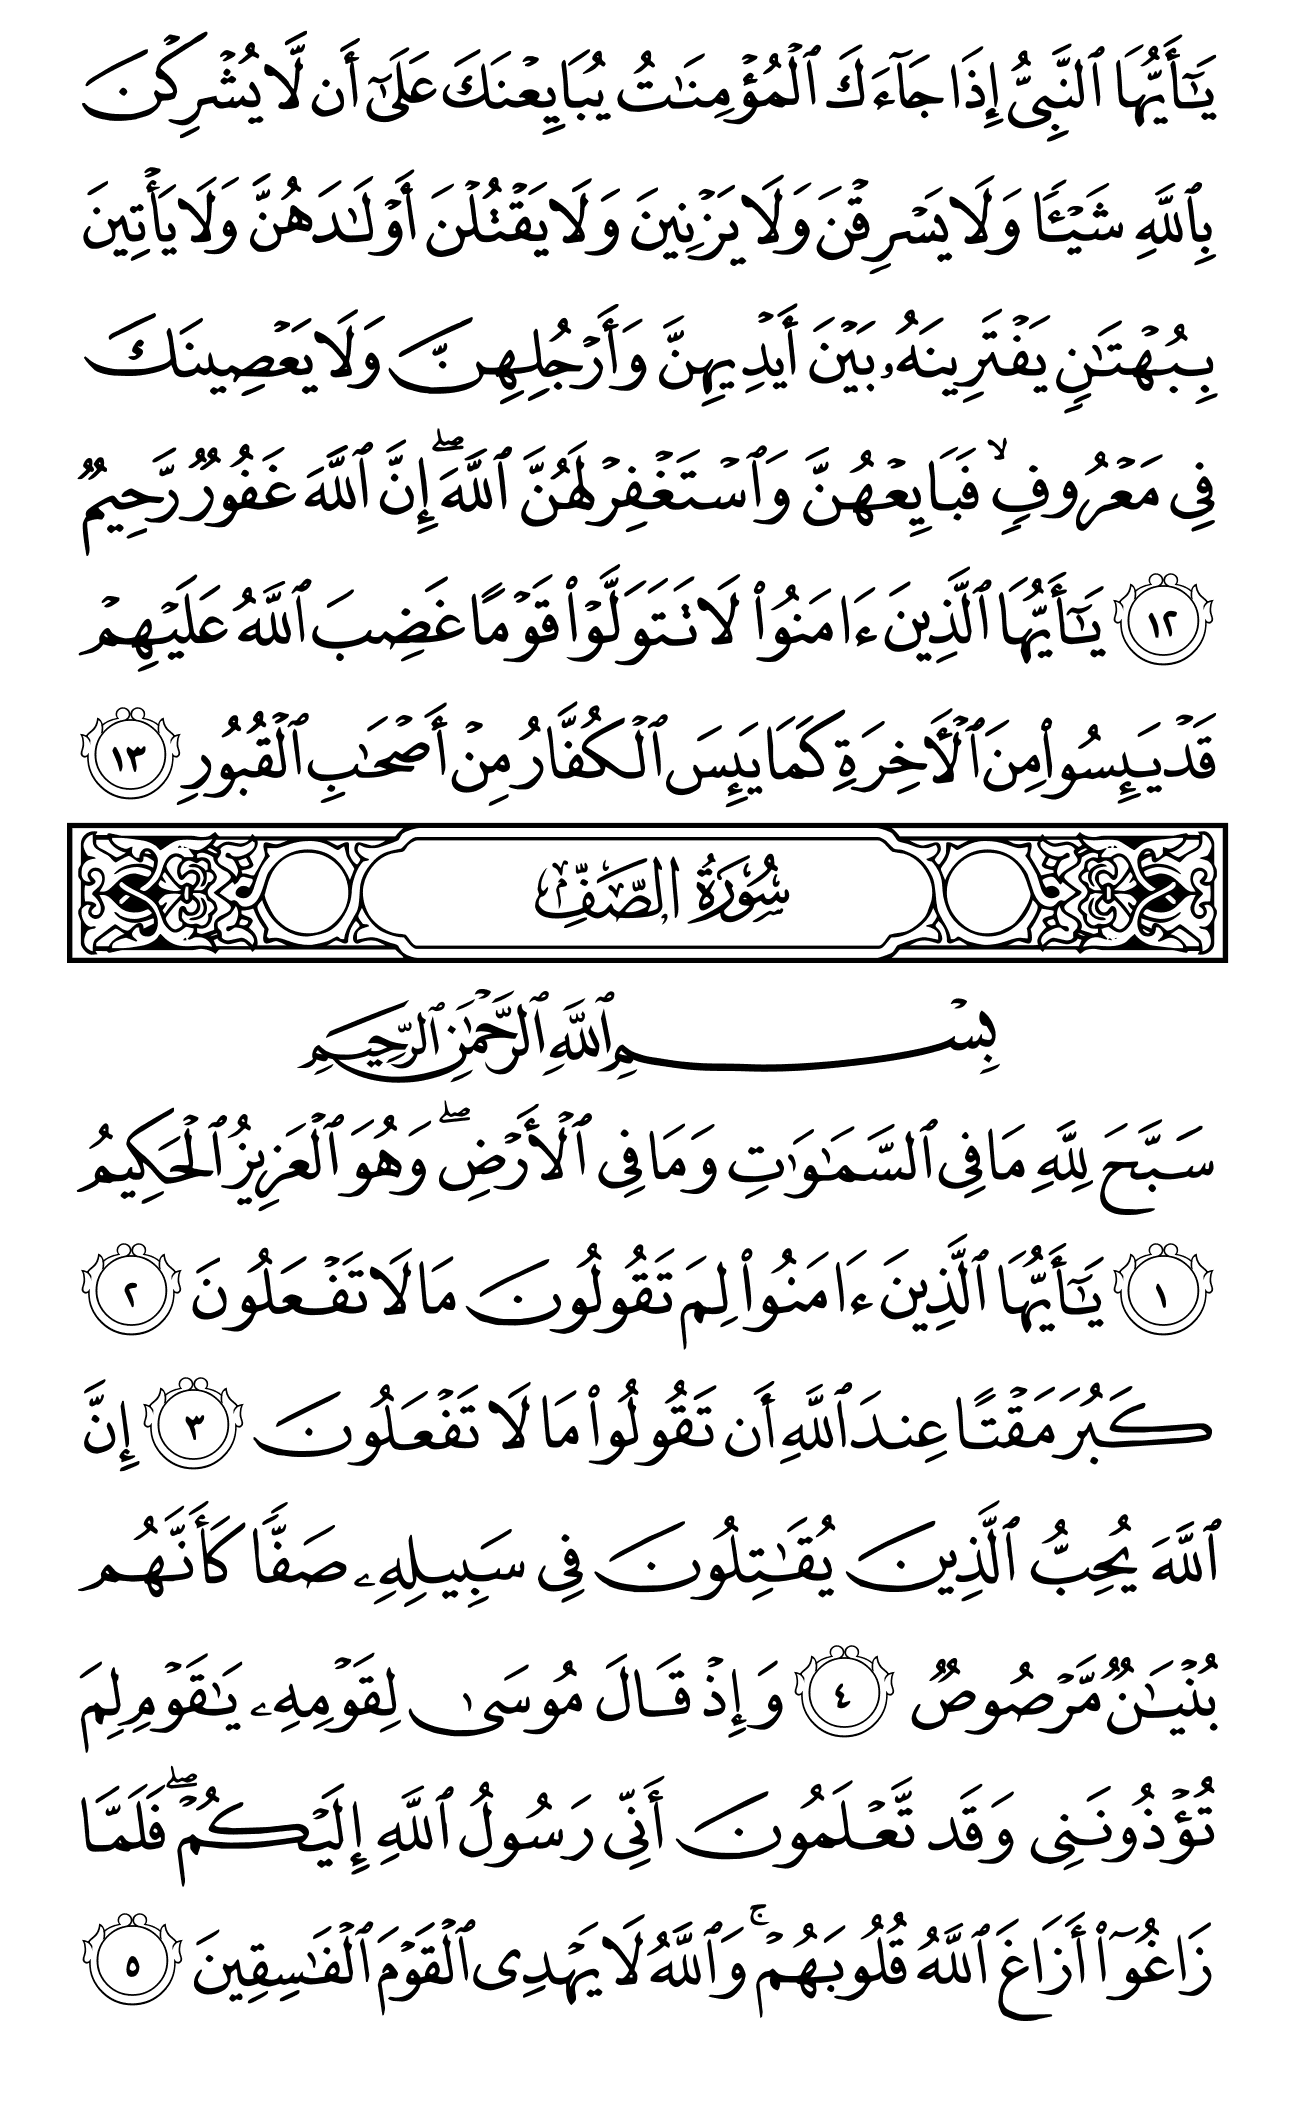 يَٰٓأَيُّهَا ٱلنَّبِيُّ إِذَا جَآءَكَ ٱلْمُؤْمِنَٰتُ يُبَايِعْنَكَ عَلَىٰٓ أَن لَّا يُشْرِكْنَ
بِٱللَّهِ شَيْـًٔا وَلَا يَسْرِقْنَ وَلَا يَزْنِينَ وَلَا يَقْتُلْنَ أَوْلَٰدَهُنَّ وَلَا يَأْتِينَ
بِبُهْتَٰنٍ يَفْتَرِينَهُۥ بَيْنَ أَيْدِيهِنَّ وَأَرْجُلِهِنَّ وَلَا يَعْصِينَكَ
فِى مَعْرُوفٍ ۙ فَبَايِعْهُنَّ وَٱسْتَغْفِرْ لَهُنَّ ٱللَّهَ ۖ إِنَّ ٱللَّهَ غَفُورٌ رَّحِيمٌ
١٢ يَٰٓأَيُّهَا ٱلَّذِينَ ءَامَنُوا۟ لَا تَتَوَلَّوْا۟ قَوْمًا غَضِبَ ٱللَّهُ عَلَيْهِمْ
قَدْ يَئِسُوا۟ مِنَ ٱلْـَٔاخِرَةِ كَمَا يَئِسَ ٱلْكُفَّارُ مِنْ أَصْحَٰبِ ٱلْقُبُورِ ١٣
سُورَةُ الصَّفِّ
بِسْمِ ٱللَّهِ ٱلرَّحْمَٰنِ ٱلرَّحِيمِ
سَبَّحَ لِلَّهِ مَا فِى ٱلسَّمَٰوَٰتِ وَمَا فِى ٱلْأَرْضِ ۖ وَهُوَ ٱلْعَزِيزُ ٱلْحَكِيمُ
١ يَٰٓأَيُّهَا ٱلَّذِينَ ءَامَنُوا۟ لِمَ تَقُولُونَ مَا لَا تَفْعَلُونَ ٢
كَبُرَ مَقْتًا عِندَ ٱللَّهِ أَن تَقُولُوا۟ مَا لَا تَفْعَلُونَ ٣ إِنَّ
ٱللَّهَ يُحِبُّ ٱلَّذِينَ يُقَٰتِلُونَ فِى سَبِيلِهِۦ صَفًّا كَأَنَّهُم
بُنْيَٰنٌ مَّرْصُوصٌ ٤ وَإِذْ قَالَ مُوسَىٰ لِقَوْمِهِۦ يَٰقَوْمِ لِمَ
تُؤْذُونَنِى وَقَد تَّعْلَمُونَ أَنِّى رَسُولُ ٱللَّهِ إِلَيْكُمْ ۖ فَلَمَّا
زَاغُوٓا۟ أَزَاغَ ٱللَّهُ قُلُوبَهُمْ ۚ وَٱللَّهُ لَا يَهْدِى ٱلْقَوْمَ ٱلْفَٰسِقِينَ ٥